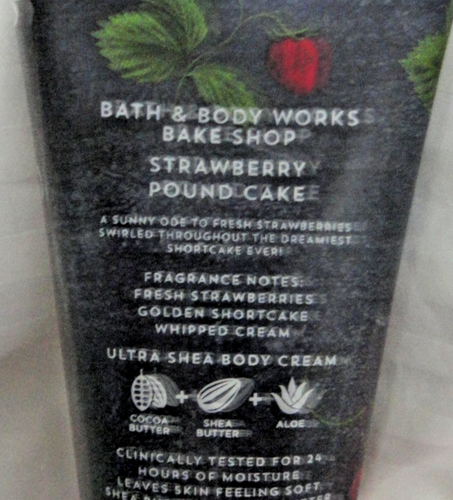 BATH & BODY WORKS
BAKE SHOP
STRAWBERRY
POUND CAKE
A SUNNY ODE TO FRESH STRAWBERRIES
SWIRLED THROUGHOUT THE DREAMIEST
SHORTCAKE EVER!
FRAGRANCE NOTES:
FRESH STRAWBERRIES
GOLDEN SHORTCAKE
WHIPPED CREAM
ULTRA SHEA BODY CREAM
+ +
COCOA BUTTER SHEA BUTTER ALOE
CLINICALLY TESTED FOR 24
HOURS OF MOISTURE
LEAVES SKIN FEELING SOFT
SHEA